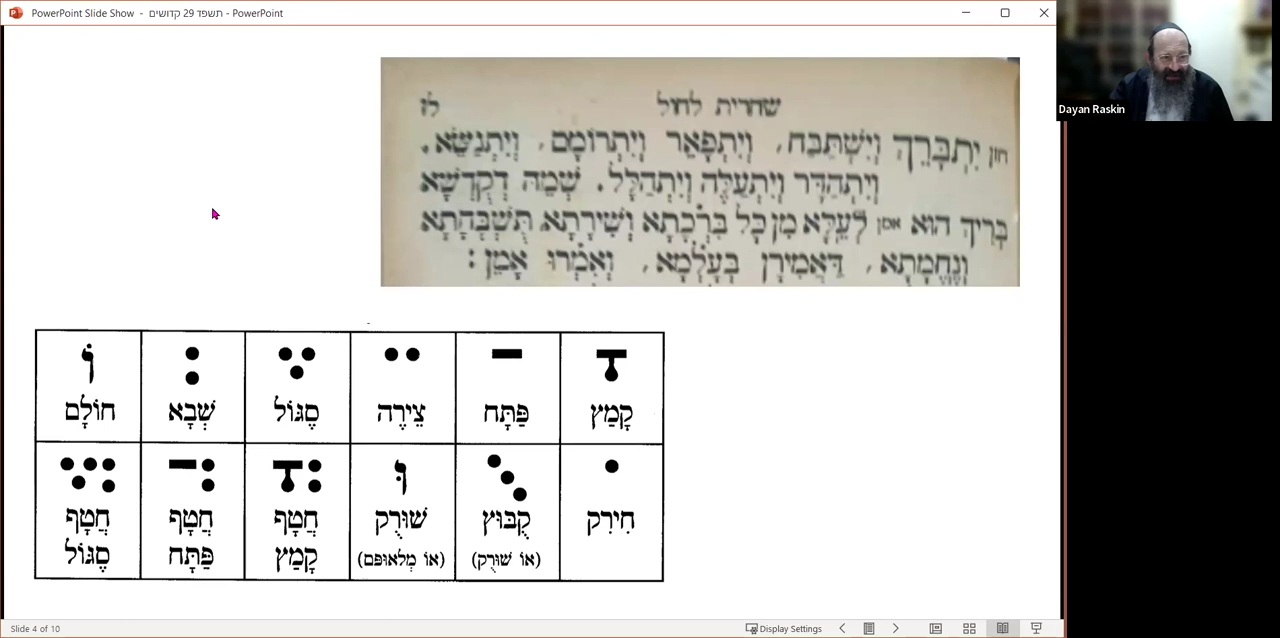 PowerPoint Slide Show - תשפד 29 קדושים - PowerPoint
Dayan Raskin
שחרית לחול לז
חזן יִתְבָּרֵךְ וְיִשְׁתַּבַּח, וְיִתְפָּאַר וְיִתְרוֹמָם, וְיִתְנַשֵּׂא.
וְיִתְהַדָּר וְיִתְעַלֶּה וְיִתְהַלָּל. שְׁמֵהּ דְּקֻדְשָׁא
בְּרִיךְ הוּא אמן לְעֵלָּא מִן כָּל בִּרְכָתָא וְשִׁירָתָא תֻּשְׁבְּחָתָא
וְנֶחֱמָתָא, דַּאֲמִירָן בְּעָלְמָא, וְאִמְרוּ אָמֵן:
קָמַץ פַּתָּח צֵירֶה סֶגּוֹל שְׁבָא חוֹלָם
חִירִק קֻבּוּץ שׁוּרֻק חֲטָף חֲטָף חֲטָף
(אוֹ שׁוּרֻק) (אוֹ מְלֹאוּפּם) קָמַץ פַּתָּח סֶגּוֹל
Slide 4 of 10 Display Settings